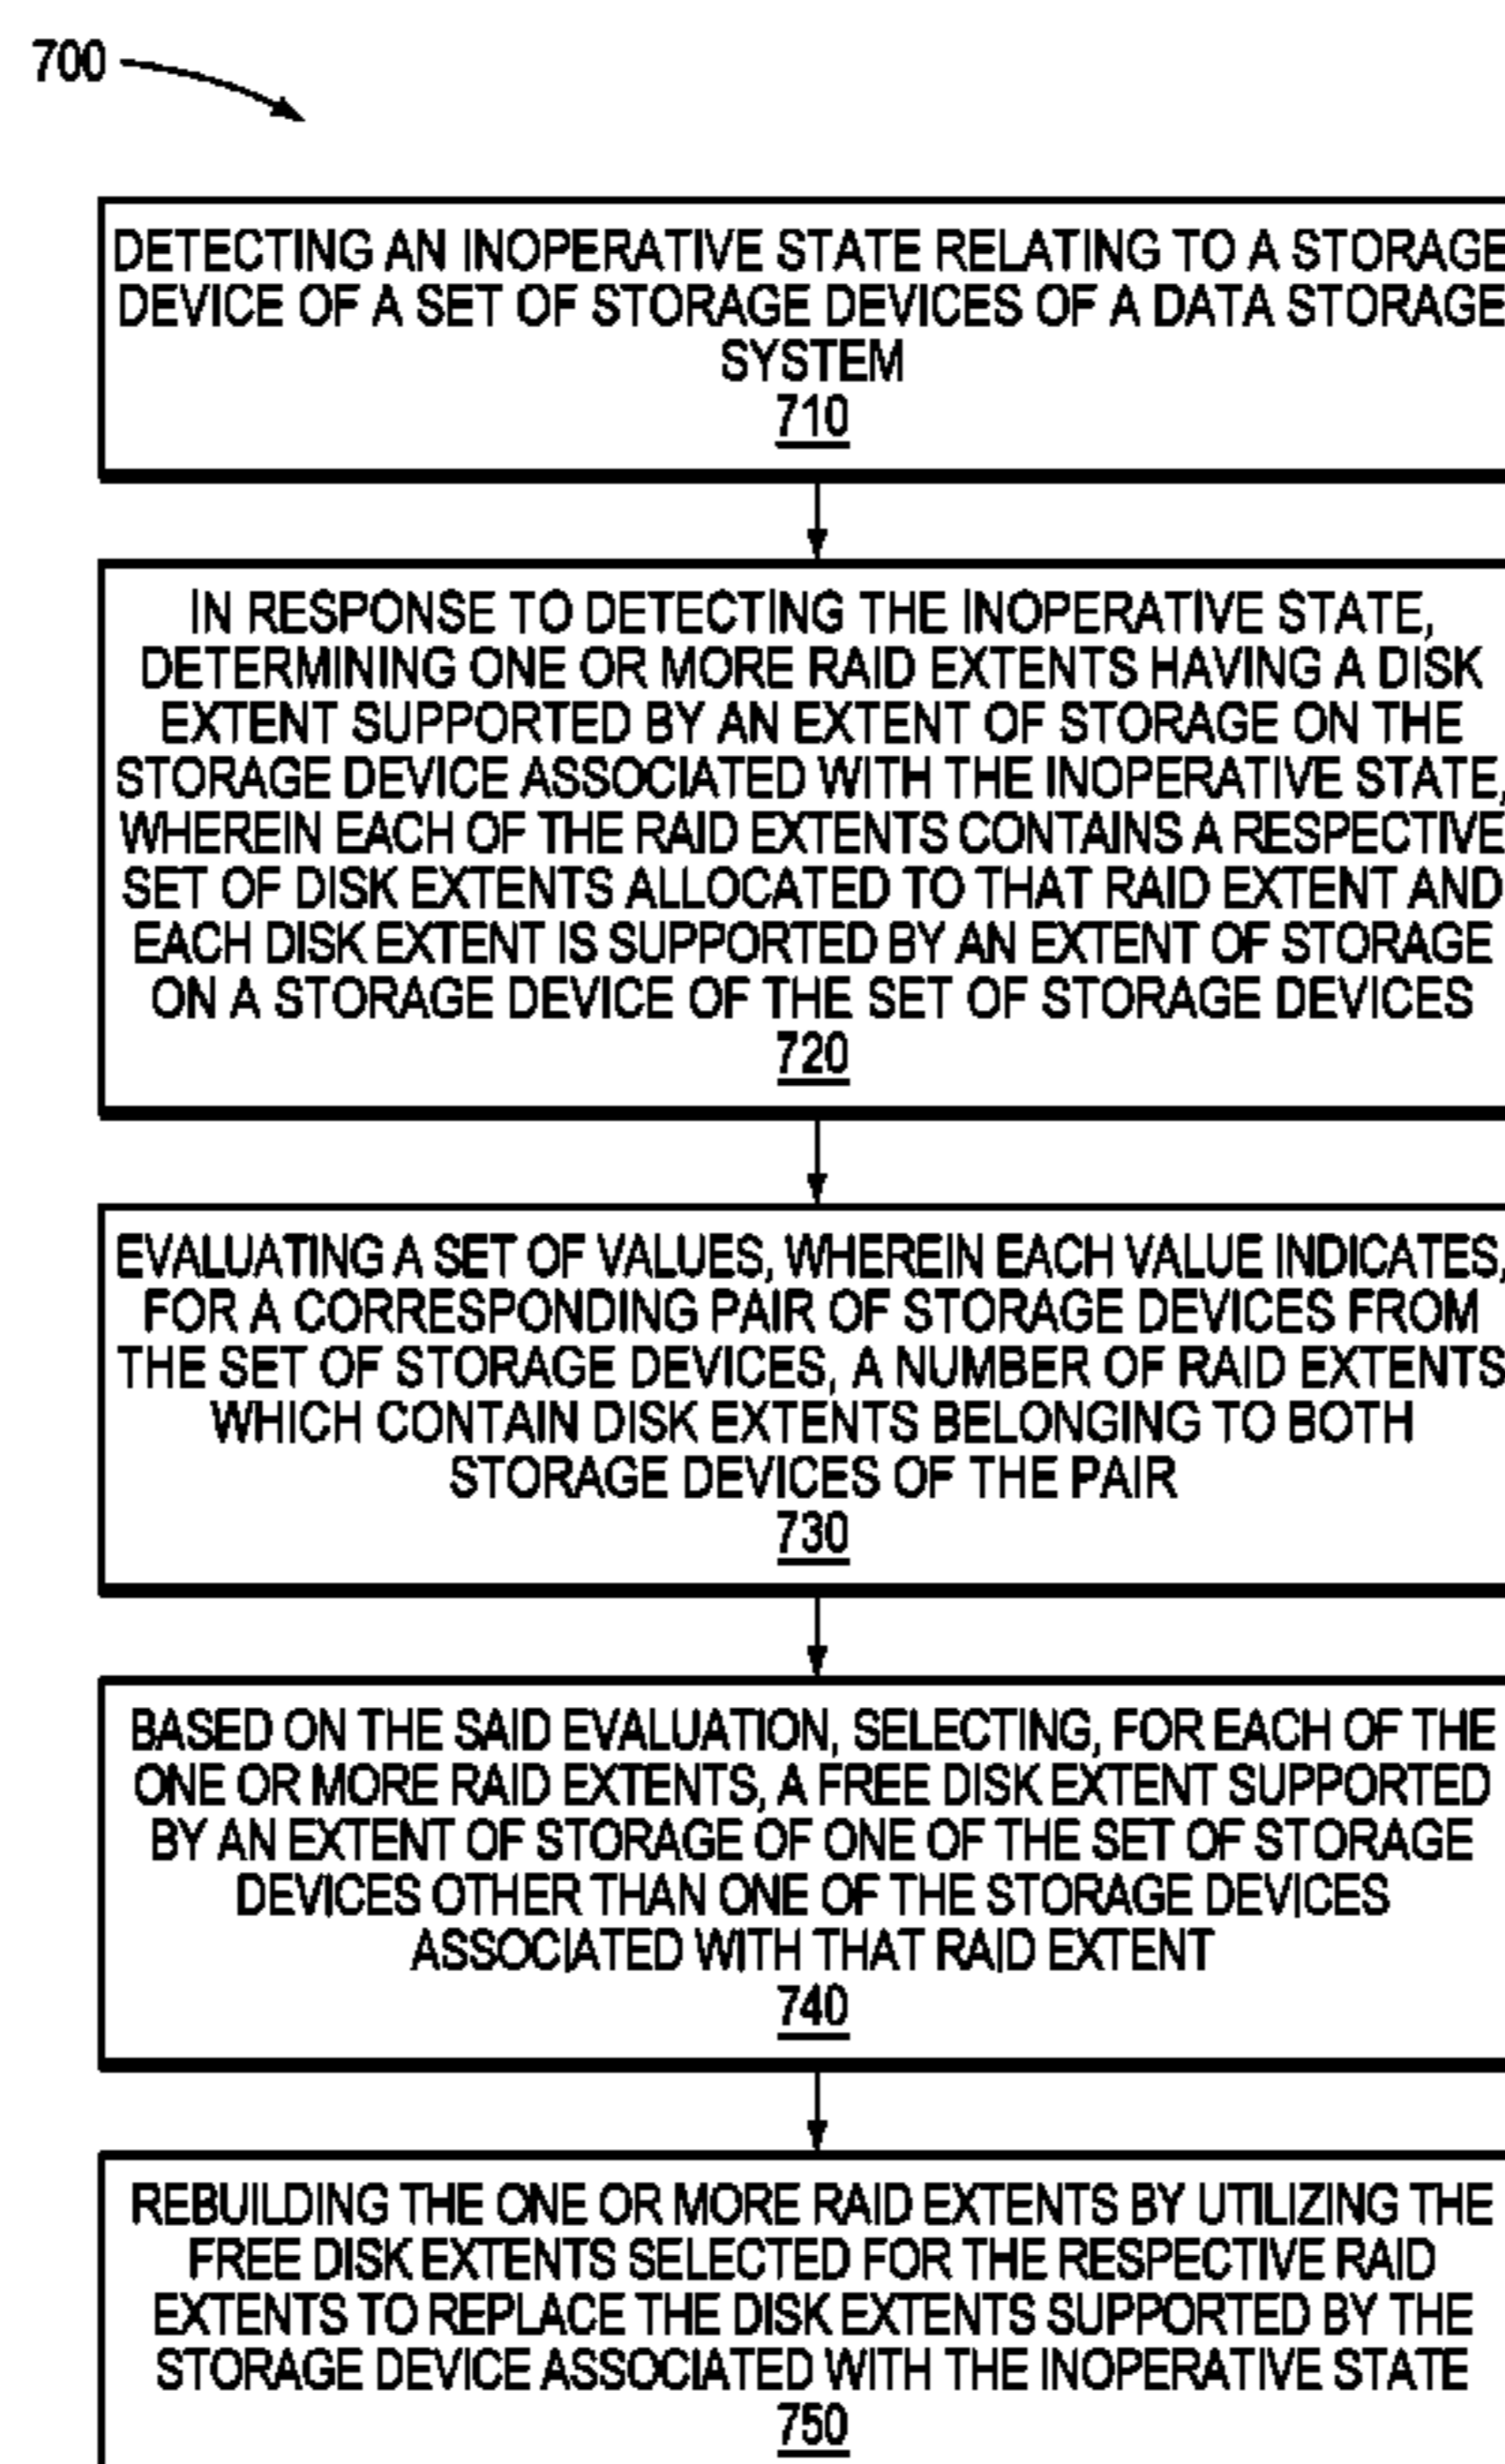 700
DETECTING AN INOPERATIVE STATE RELATING TO A STORAGE
DEVICE OF A SET OF STORAGE DEVICES OF A DATA STORAGE
SYSTEM
710
IN RESPONSE TO DETECTING THE INOPERATIVE STATE,
DETERMINING ONE OR MORE RAID EXTENTS HAVING A DISK
EXTENT SUPPORTED BY AN EXTENT OF STORAGE ON THE
STORAGE DEVICE ASSOCIATED WITH THE INOPERATIVE STATE,
WHEREIN EACH OF THE RAID EXTENTS CONTAINS A RESPECTIVE
SET OF DISK EXTENTS ALLOCATED TO THAT RAID EXTENT AND
EACH DISK EXTENT IS SUPPORTED BY AN EXTENT OF STORAGE
ON A STORAGE DEVICE OF THE SET OF STORAGE DEVICES
720
EVALUATING A SET OF VALUES, WHEREIN EACH VALUE INDICATES,
FOR A CORRESPONDING PAIR OF STORAGE DEVICES FROM
THE SET OF STORAGE DEVICES, A NUMBER OF RAID EXTENTS
WHICH CONTAIN DISK EXTENTS BELONGING TO BOTH
STORAGE DEVICES OF THE PAIR
730
BASED ON THE SAID EVALUATION, SELECTING, FOR EACH OF THE
ONE OR MORE RAID EXTENTS, A FREE DISK EXTENT SUPPORTED
BY AN EXTENT OF STORAGE OF ONE OF THE SET OF STORAGE
DEVICES OTHER THAN ONE OF THE STORAGE DEVICES
ASSOCIATED WITH THAT RAID EXTENT
740
REBUILDING THE ONE OR MORE RAID EXTENTS BY UTILIZING THE
FREE DISK EXTENTS SELECTED FOR THE RESPECTIVE RAID
EXTENTS TO REPLACE THE DISK EXTENTS SUPPORTED BY THE
STORAGE DEVICE ASSOCIATED WITH THE INOPERATIVE STATE
750